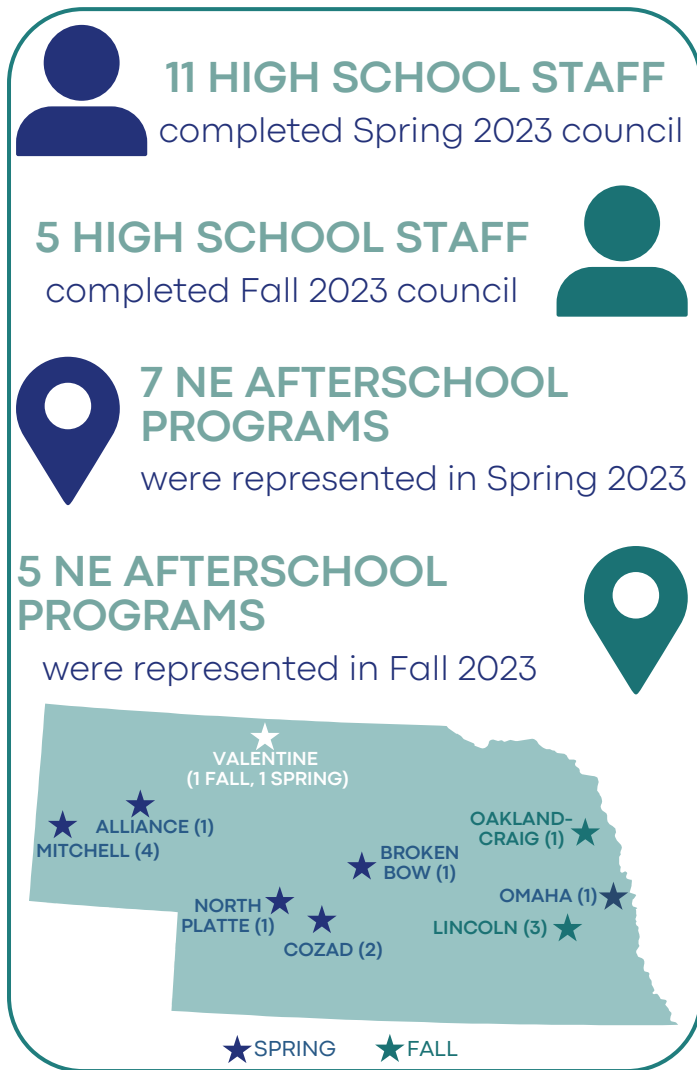 11 HIGH SCHOOL STAFF
completed Spring 2023 council
5 HIGH SCHOOL STAFF
completed Fall 2023 council
7 NE AFTERSCHOOL
PROGRAMS
were represented in Spring 2023
5 NE AFTERSCHOOL
PROGRAMS
were represented in Fall 2023
VALENTINE
(1 FALL, 1 SPRING)
ALLIANCE (1)
MITCHELL (4)
OAKLAND-
CRAIG (1)
BROKEN
BOW (1)
OMAHA (1)
NORTH
PLATTE (1)
LINCOLN (3)
COZAD (2)
SPRING
FALL